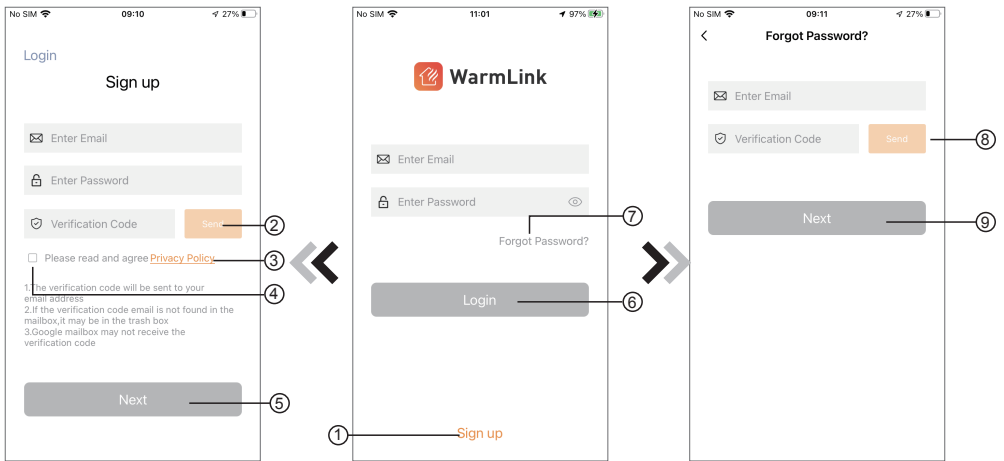 No SIM 09:10 27%
Login
Sign up
Enter Email
Enter Password
Verification Code Send
②
Please read and agree Privacy Policy
③
④
1.The verification code will be sent to your
email address
2.If the verification code email is not found in the
mailbox,it may be in the trash box
3.Google mailbox may not receive the
verification code
Next
⑤
No SIM 11:01 97%
WarmLink
Enter Email
Enter Password
⑦
Forgot Password?
Login
⑥
① Sign up
No SIM 09:11 27%
Forgot Password?
Enter Email
Verification Code Send
⑧
Next
⑨